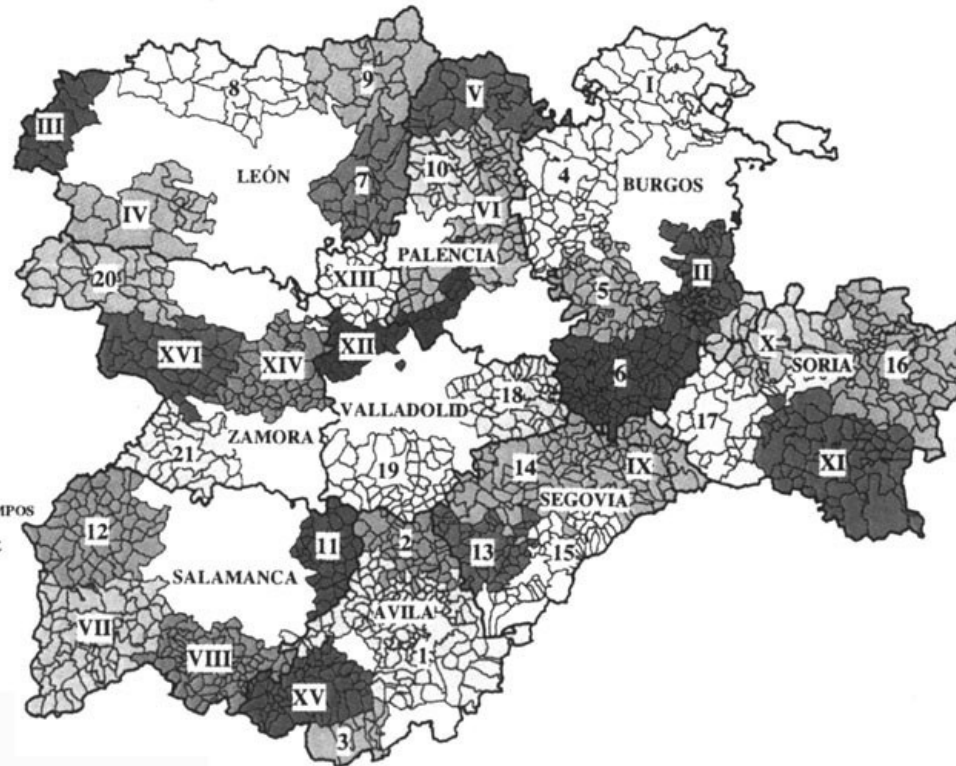 I
8
9
V
III
LEÓN
10
4
7
BURGOS
IV
VI
PALENCIA
20
XIII
5
II
XII
X
XVI
XIV
SORIA
16
6
18
VALLADOLID
17
ZAMORA
21
19
14
IX
XI
SEGOVIA
MPOS
12
11
2
13
15
SALAMANCA
AVILA
VII
VIII
1
XV
3